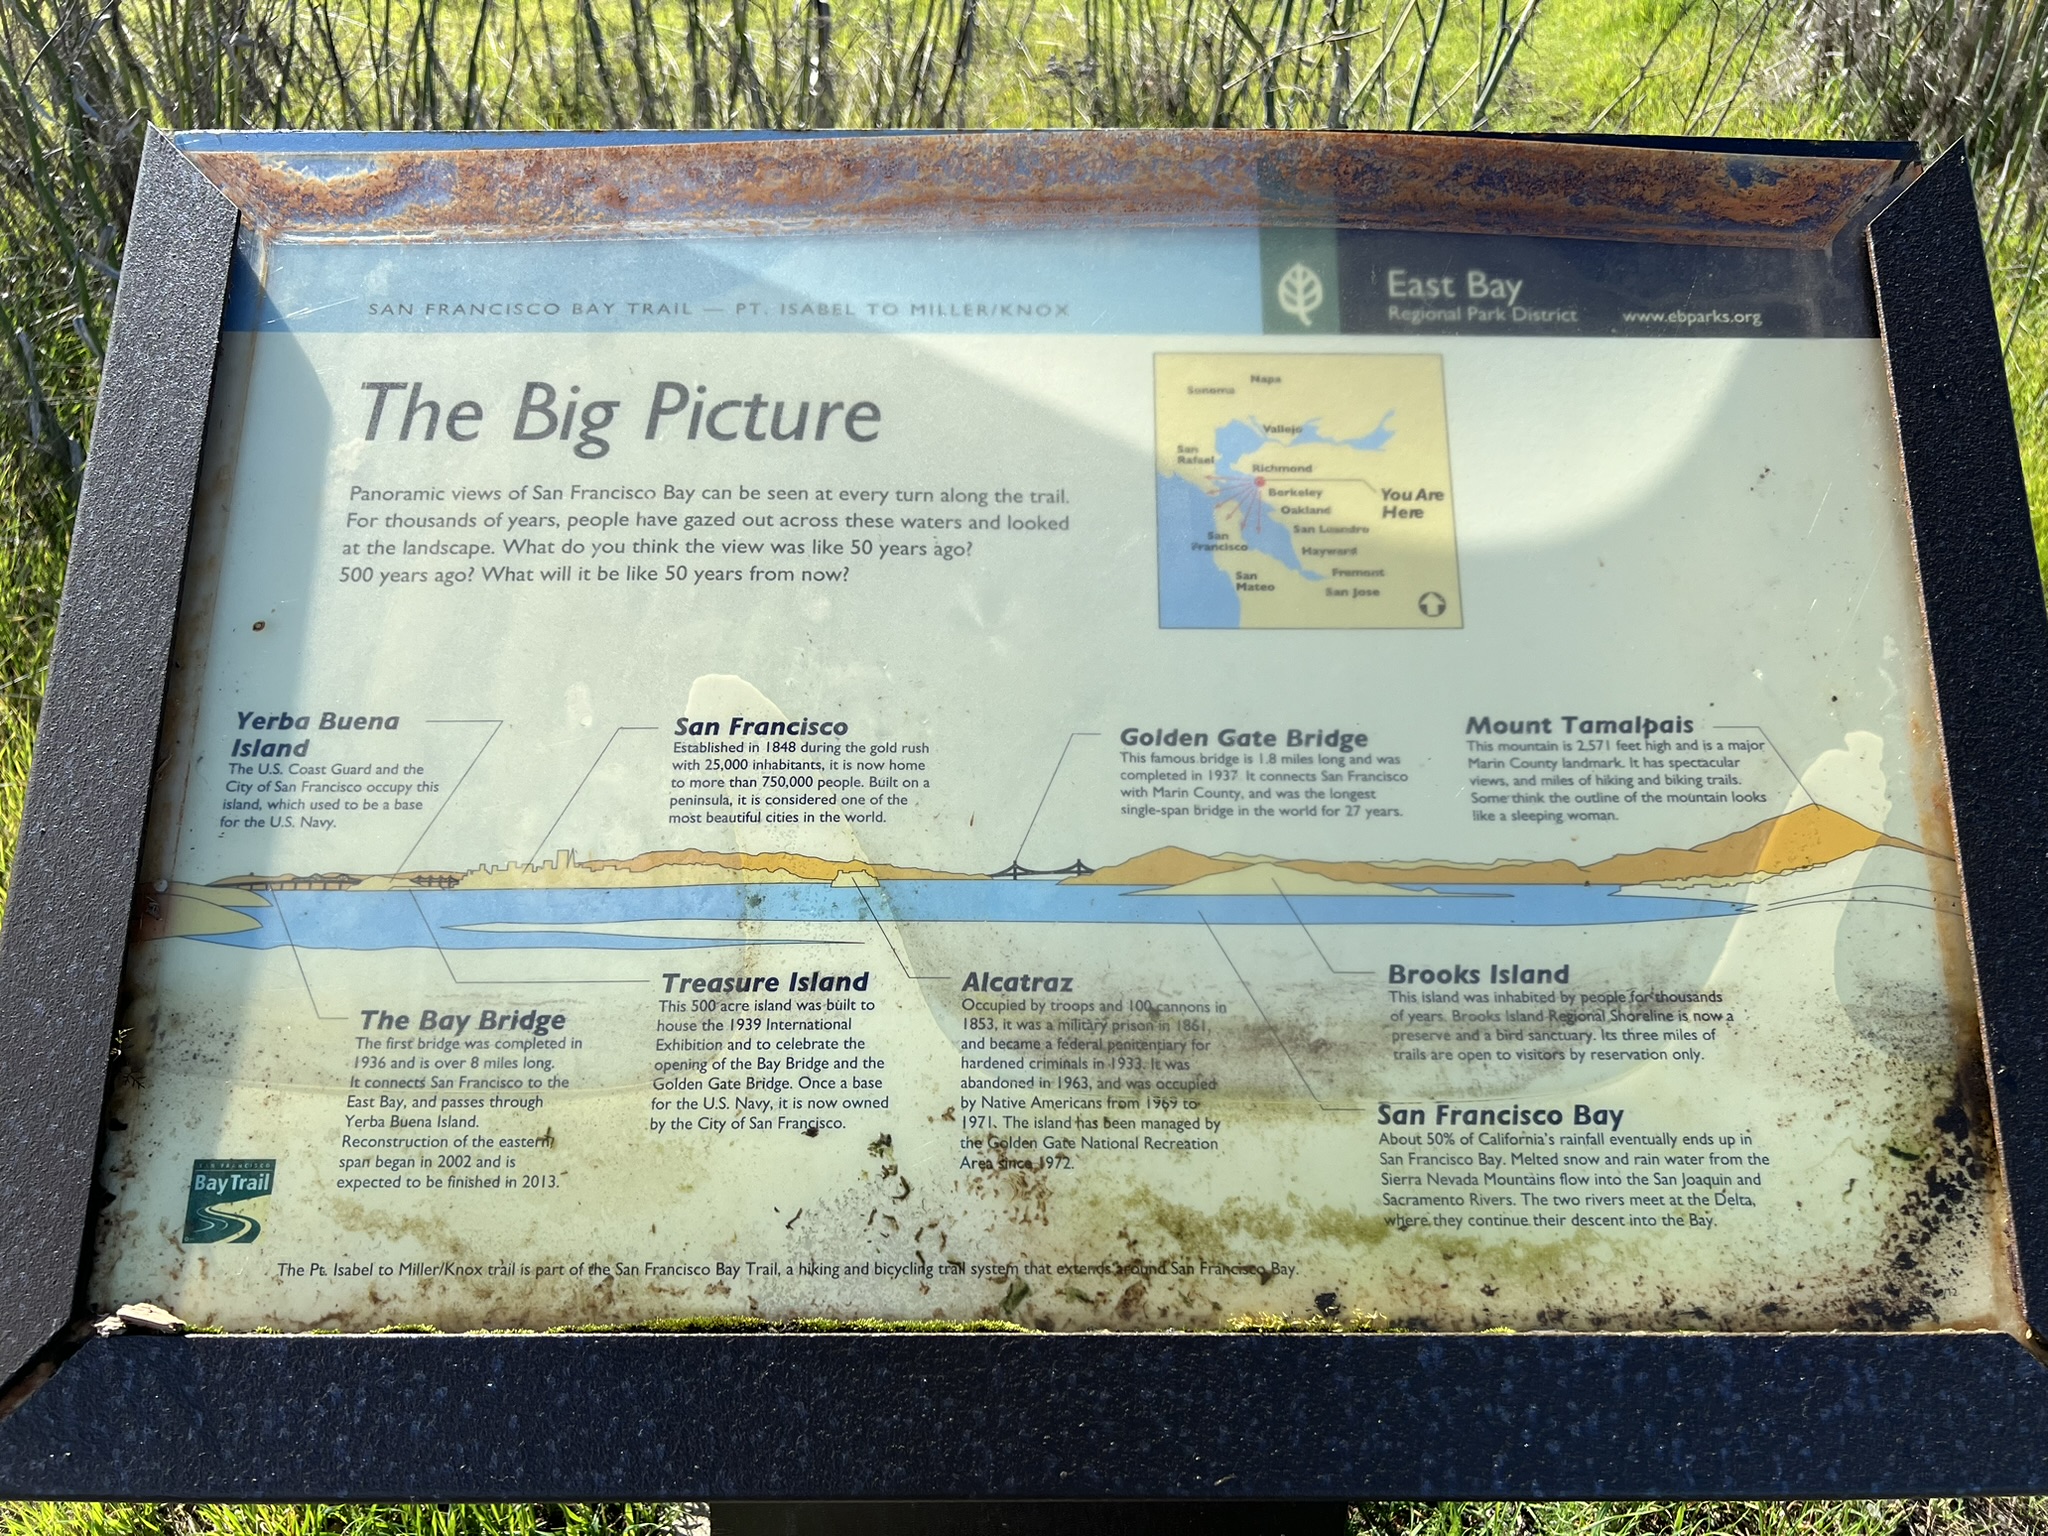 SAN FRANCISCO BAY TRAIL — PT. ISABEL TO MILLER/KNOX
East Bay
Regional Park District
www.ebparks.org
The Big Picture
Panoramic views of San Francisco Bay can be seen at every turn along the trail.
For thousands of years, people have gazed out across these waters and looked
at the landscape. What do you think the view was like 50 years ago?
500 years ago? What will it be like 50 years from now?
Napa
Sonoma
Vallejo
San
Rafael
Richmond
Berkeley
You Are
Here
Oakland
San Leandro
San
Francisco
Hayward
Fremont
San
Mateo
San Jose
Yerba Buena
Island
The U.S. Coast Guard and the
City of San Francisco occupy this
island, which used to be a base
for the U.S. Navy.
San Francisco
Established in 1848 during the gold rush
with 25,000 inhabitants, it is now home
to more than 750,000 people. Built on a
peninsula, it is considered one of the
most beautiful cities in the world.
Golden Gate Bridge
This famous bridge is 1.8 miles long and was
completed in 1937. It connects San Francisco
with Marin County, and was the longest
single-span bridge in the world for 27 years.
Mount Tamalpais
This mountain is 2,571 feet high and is a major
Marin County landmark. It has spectacular
views, and miles of hiking and biking trails.
Some think the outline of the mountain looks
like a sleeping woman.
The Bay Bridge
The first bridge was completed in
1936 and is over 8 miles long.
It connects San Francisco to the
East Bay, and passes through
Yerba Buena Island.
Reconstruction of the eastern
span began in 2002 and is
expected to be finished in 2013.
Treasure Island
This 500 acre island was built to
house the 1939 International
Exhibition and to celebrate the
opening of the Bay Bridge and the
Golden Gate Bridge. Once a base
for the U.S. Navy, it is now owned
by the City of San Francisco.
Alcatraz
Occupied by troops and 100 cannons in
1853, it was a military prison in 1861,
and became a federal penitentiary for
hardened criminals in 1933. It was
abandoned in 1963, and was occupied
by Native Americans from 1969 to
1971. The island has been managed by
the Golden Gate National Recreation
Area since 1972.
Brooks Island
This island was inhabited by people for thousands
of years. Brooks Island Regional Shoreline is now a
preserve and a bird sanctuary. Its three miles of
trails are open to visitors by reservation only.
San Francisco Bay
About 50% of California's rainfall eventually ends up in
San Francisco Bay. Melted snow and rain water from the
Sierra Nevada Mountains flow into the San Joaquin and
Sacramento Rivers. The two rivers meet at the Delta,
where they continue their descent into the Bay.
SAN FRANCISCO
Bay Trail
The Pt. Isabel to Miller/Knox trail is part of the San Francisco Bay Trail, a hiking and bicycling trail system that extends around San Francisco Bay.